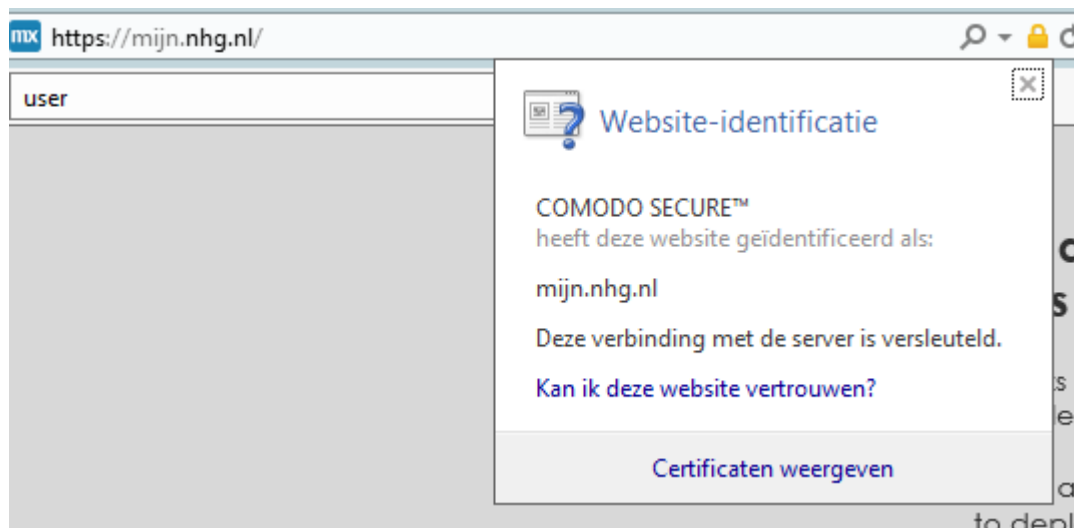 mx https://mijn.nhg.nl/
user
Website-identificatie
COMODO SECURE™
heeft deze website geïdentificeerd als:
mijn.nhg.nl
Deze verbinding met de server is versleuteld.
Kan ik deze website vertrouwen?
Certificaten weergeven
to